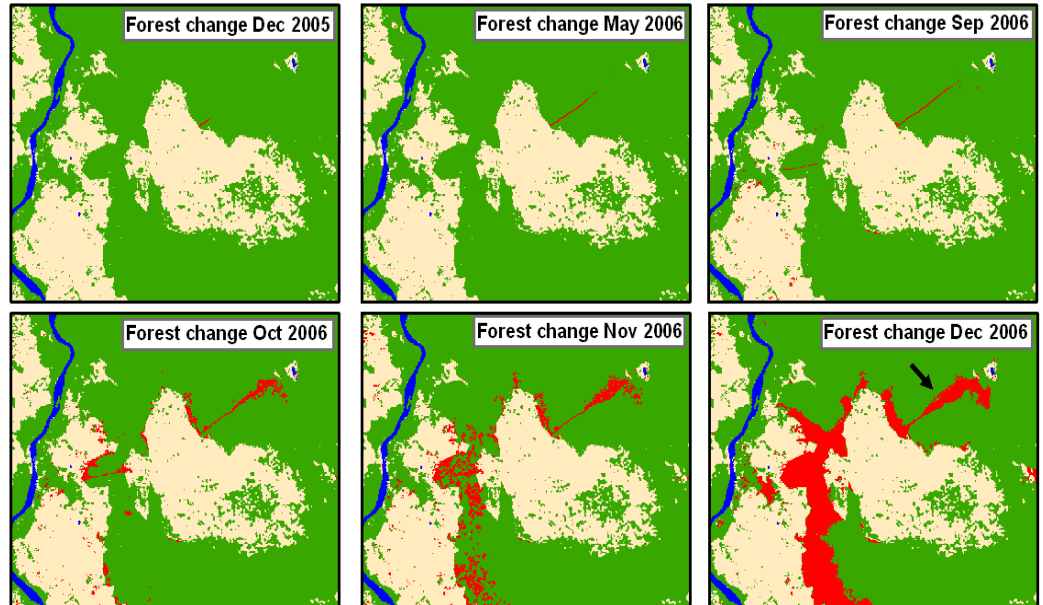 Forest change Dec 2005
Forest change May 2006
Forest change Sep 2006
Forest change Oct 2006
Forest change Nov 2006
Forest change Dec 2006